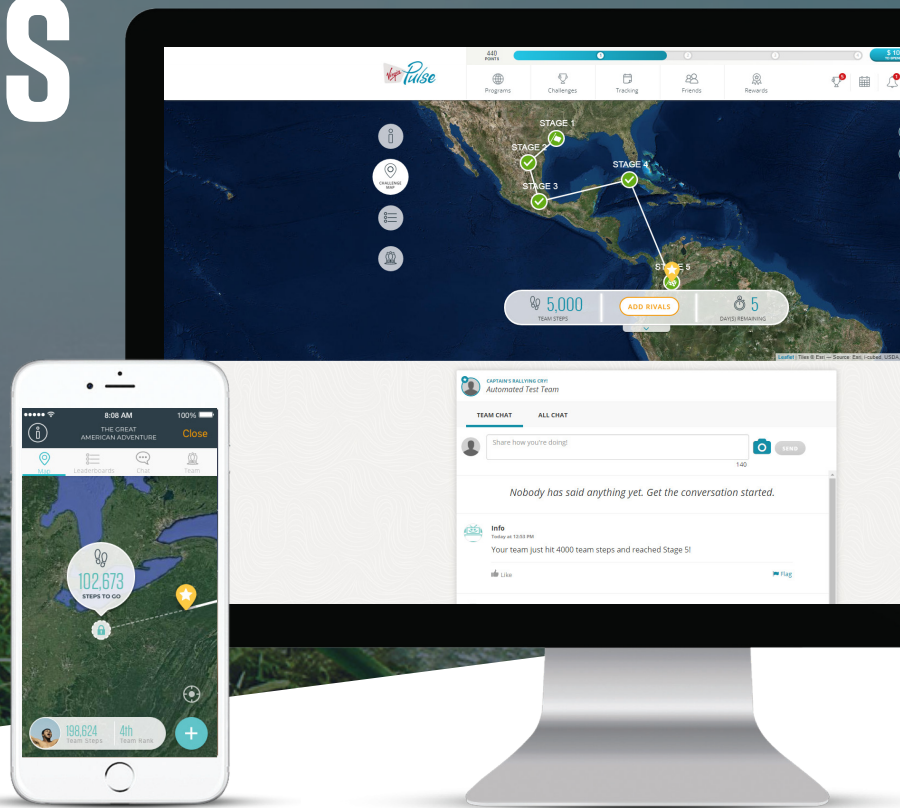 S
440
POINTS
$ 10
Virgin Pulse
Programs
Challenges
Tracking
Friends
Rewards
STAGE 1
STAGE 2
CHALLENGE
MAP
STAGE 3
STAGE 4
5,000
TEAM STEPS
ADD RIVALS
5
DAY(S) REMAINING
Leaflet | Tiles © Esri — Source: Esri, i-cubed, USDA,
CAPTAIN'S RALLYING CRY!
Automated Test Team
TEAM CHAT
ALL CHAT
Share how you're doing!
SEND
140
Nobody has said anything yet. Get the conversation started.
Info
Today at 12:50 PM
Your team just hit 4000 team steps and reached Stage 5!
Like
Flag
8:08 AM
100%
THE GREAT
AMERICAN ADVENTURE
Close
Map
Leaderboards
Chat
Team
102,673
STEPS TO GO
198,624
Team Steps
4th
Team Rank